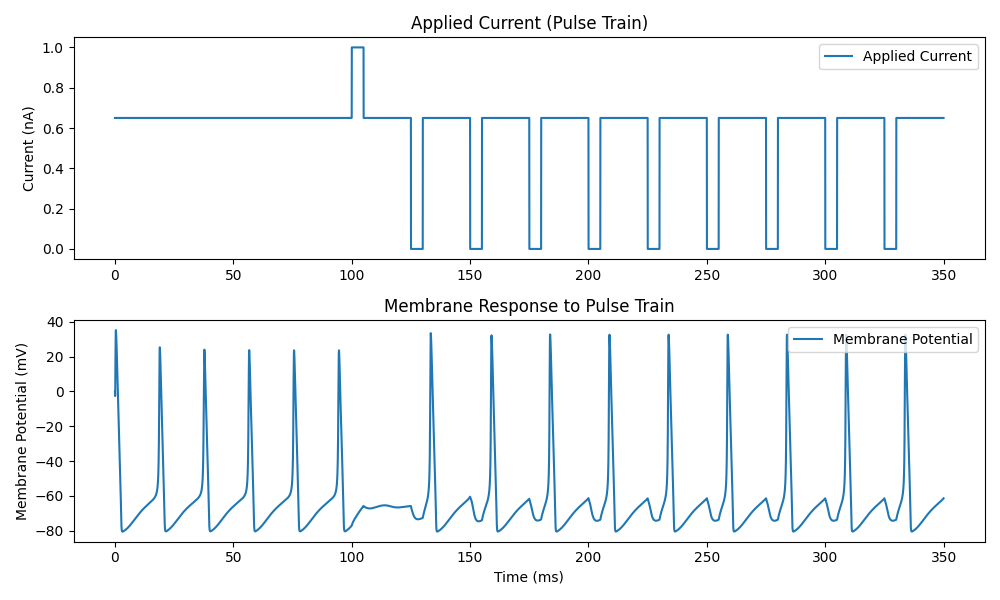 Applied Current (Pulse Train)
Current (nA)
1.0
0.8
0.6
0.4
0.2
0.0
Applied Current
0 50 100 150 200 250 300 350
Membrane Response to Pulse Train
Membrane Potential (mV)
40
20
0
−20
−40
−60
−80
Membrane Potential
0 50 100 150 200 250 300 350
Time (ms)